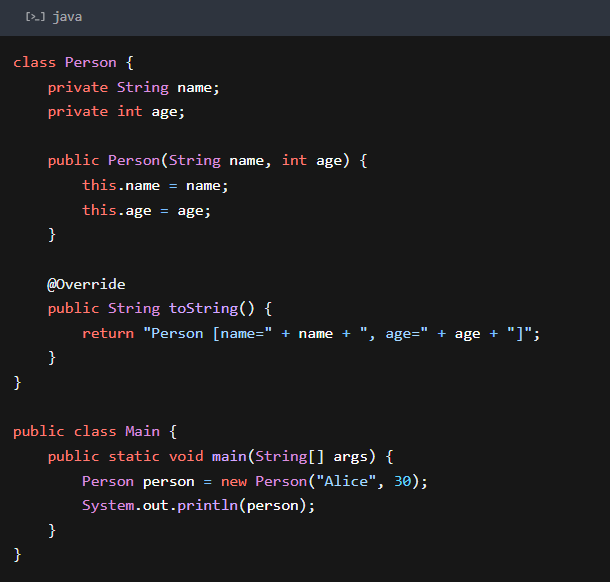 [>_] java
class Person {
    private String name;
    private int age;

    public Person(String name, int age) {
        this.name = name;
        this.age = age;
    }

    @Override
    public String toString() {
        return "Person [name=" + name + ", age=" + age + "]";
    }
}

public class Main {
    public static void main(String[] args) {
        Person person = new Person("Alice", 30);
        System.out.println(person);
    }
}